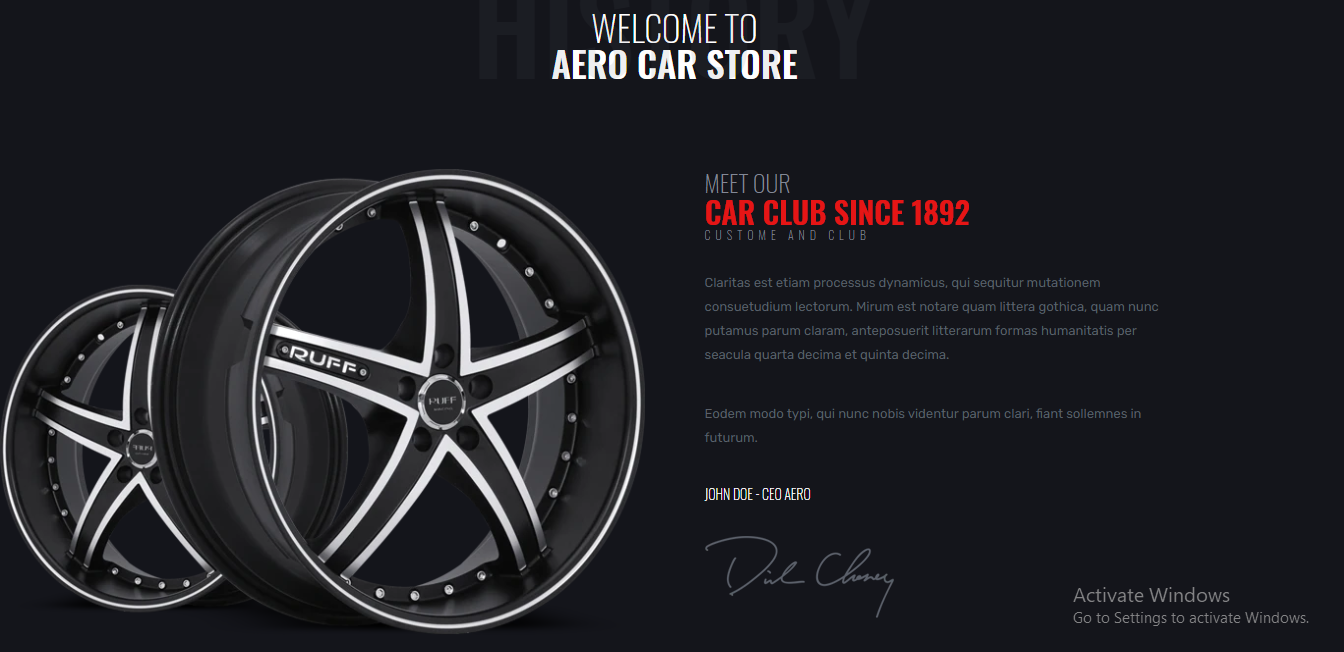 HISTORY
WELCOME TO
AERO CAR STORE
MEET OUR
CAR CLUB SINCE 1892
CUSTOME AND CLUB
Claritas est etiam processus dynamicus, qui sequitur mutationem
consuetudium lectorum. Mirum est notare quam littera gothica, quam nunc
putamus parum claram, anteposuerit litterarum formas humanitatis per
seacula quarta decima et quinta decima.
Eodem modo typi, qui nunc nobis videntur parum clari, fiant sollemnes in
futurum.
JOHN DOE - CEO AERO
Dick Cheney
RUFF
RUFF
Activate Windows
Go to Settings to activate Windows.